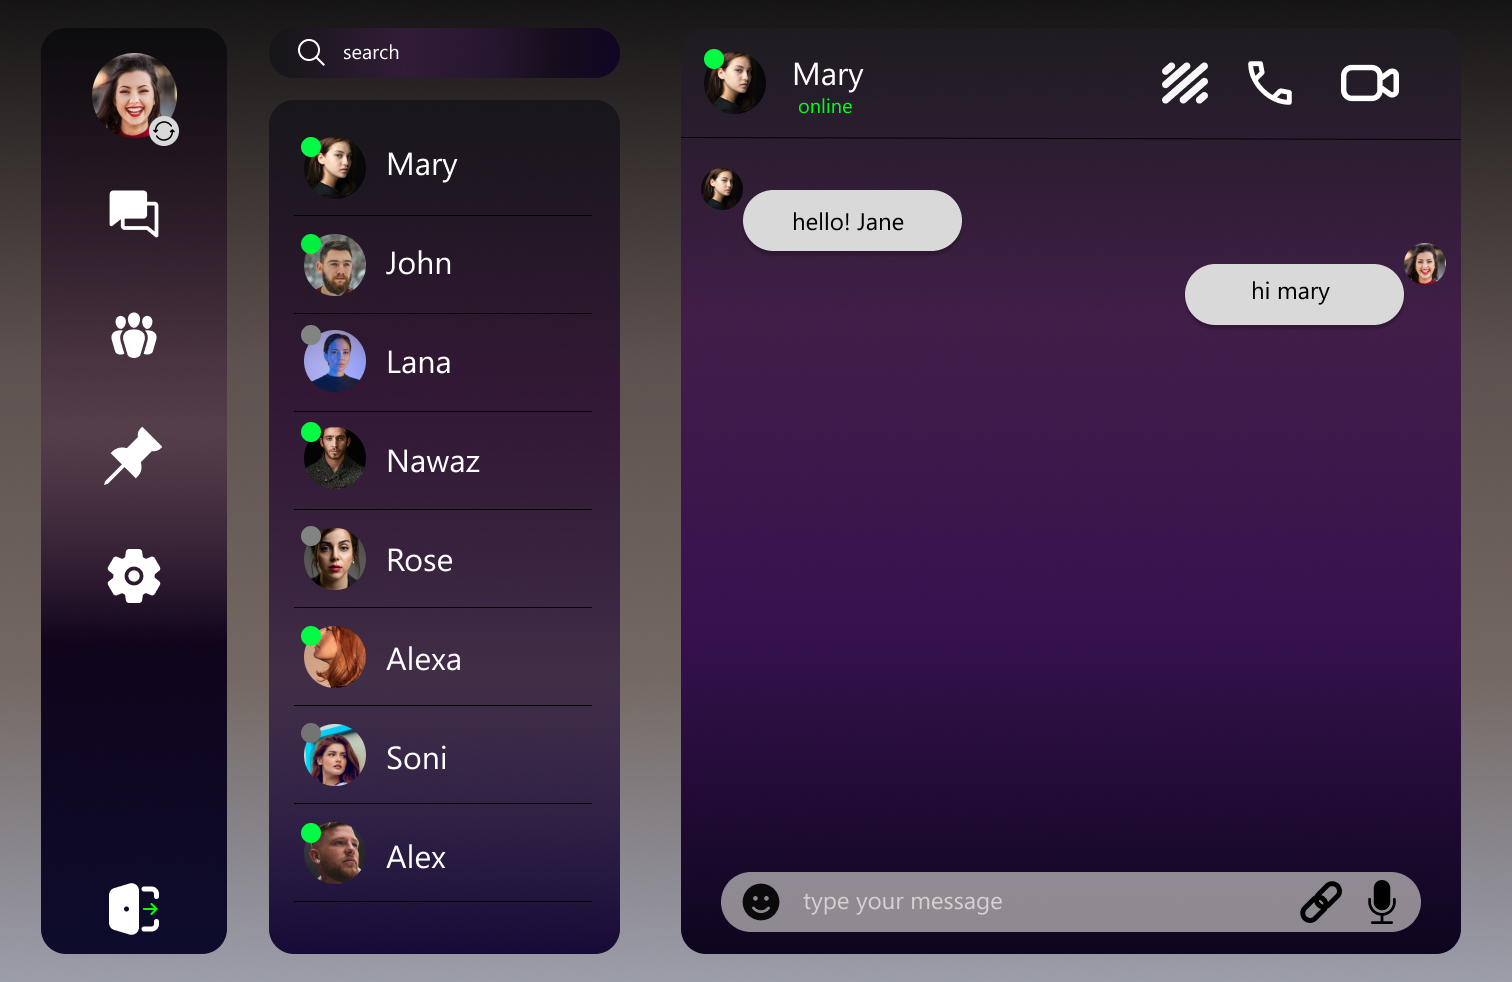 search
Mary
John
Lana
Nawaz
Rose
Alexa
Soni
Alex
Mary
online
hello! Jane
hi mary
type your message